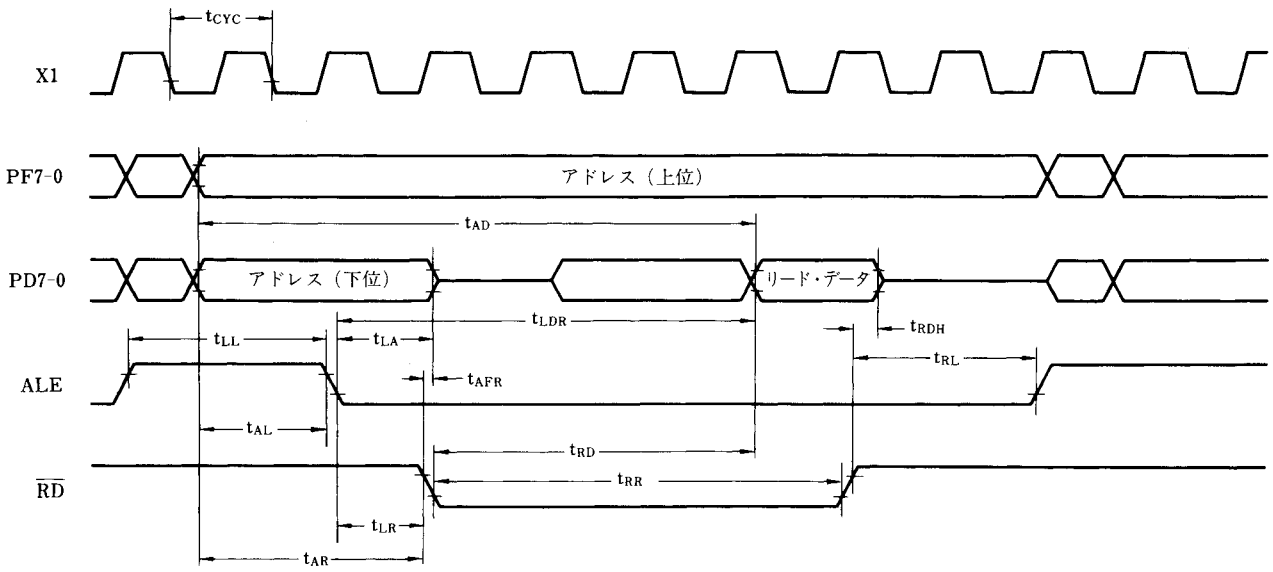 tCYC
X1
PF7-0
アドレス（上位）
tAD
PD7-0
アドレス（下位）
リード・データ
tLDR
tRDH
tLL
tLA
tRL
ALE
tAFR
tAL
tRD
RD
tRR
tLR
tAR